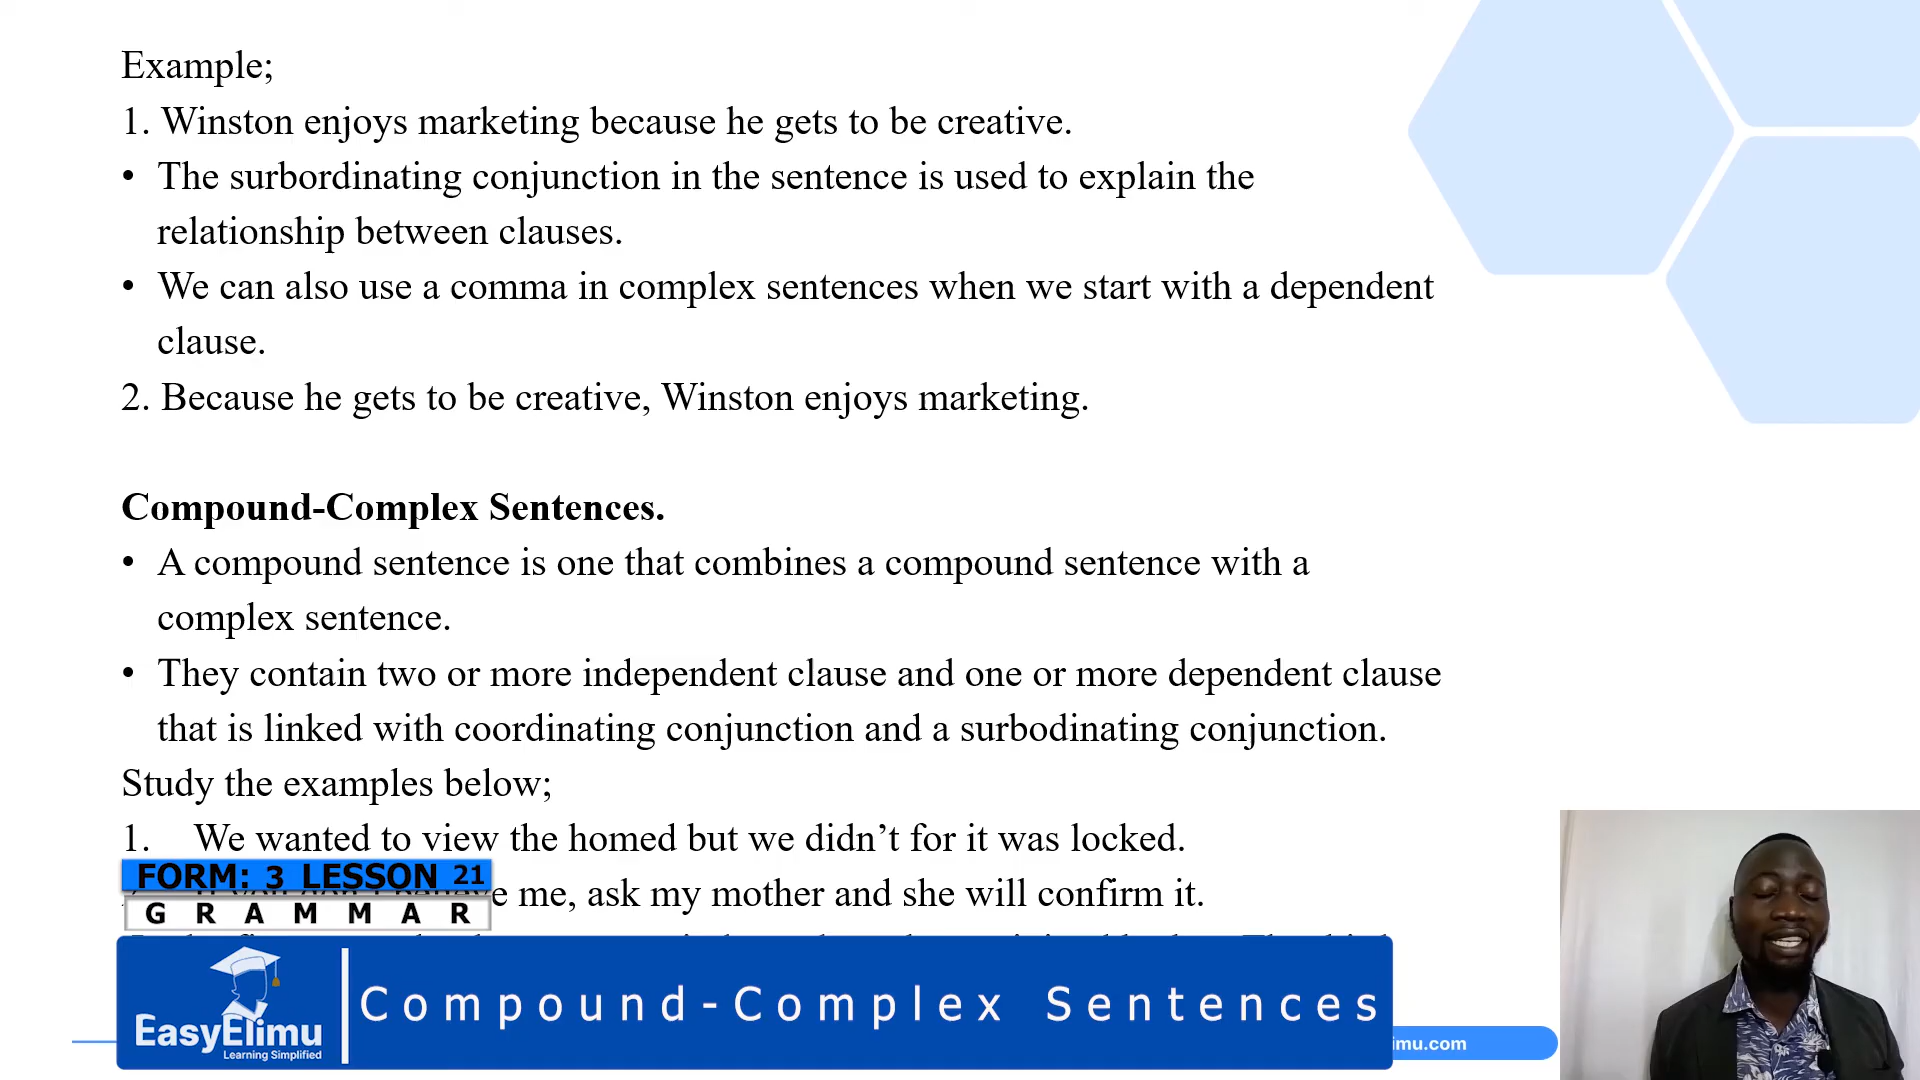 Example;
1. Winston enjoys marketing because he gets to be creative.
• The surbordinating conjunction in the sentence is used to explain the
relationship between clauses.
• We can also use a comma in complex sentences when we start with a dependent
clause.
2. Because he gets to be creative, Winston enjoys marketing.
Compound-Complex Sentences.
• A compound sentence is one that combines a compound sentence with a
complex sentence.
• They contain two or more independent clause and one or more dependent clause
that is linked with coordinating conjunction and a surbodinating conjunction.
Study the examples below;
1. We wanted to view the homed but we didn’t for it was locked.
me, ask my mother and she will confirm it.
FORM: 3 LESSON 21
GRAMMAR
Compound-Complex Sentences
EasyElimu
Learning Simplified
imu.com